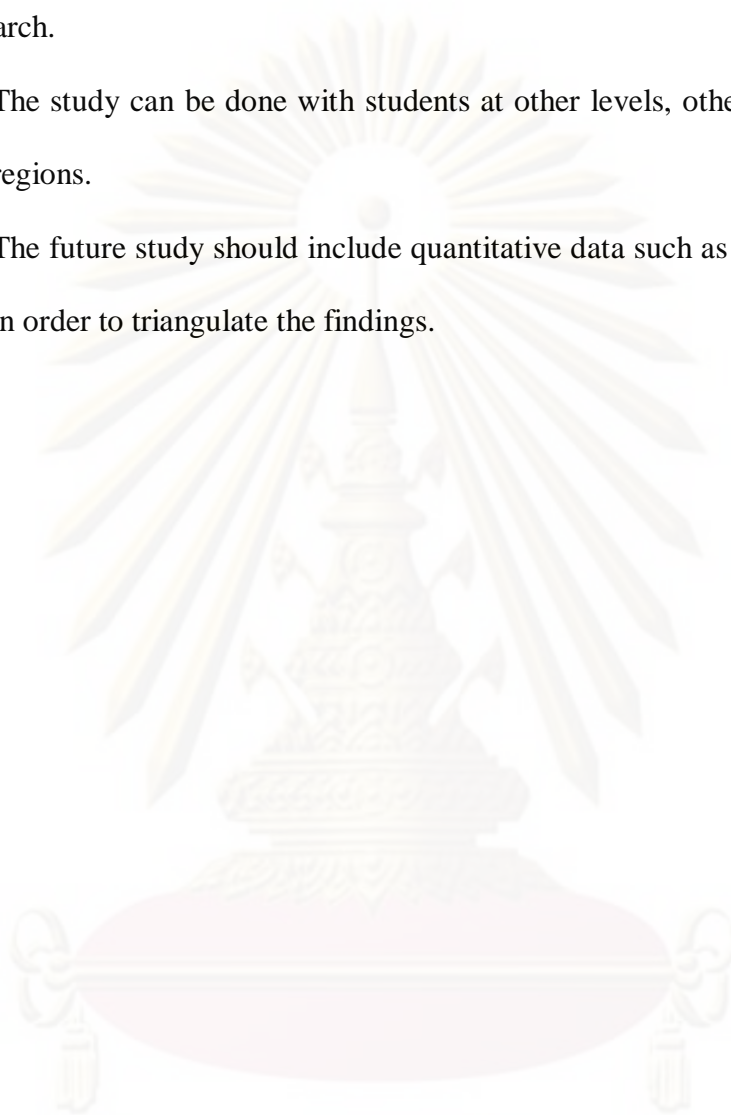 arch.
The study can be done with students at other levels, othe
regions.
The future study should include quantitative data such as
in order to triangulate the findings.